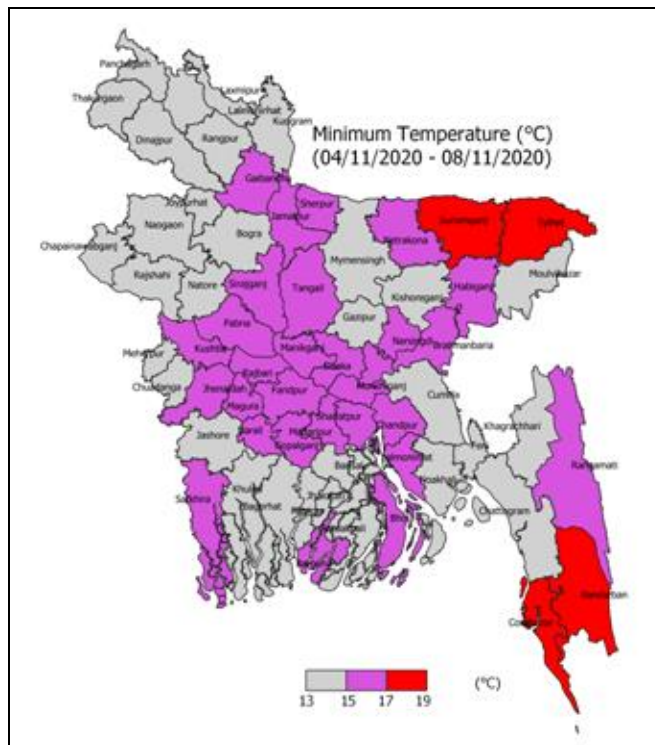 Panchagarh
Laxmipur
Thakurgaon
Lalmonirhat
Kurigram
Minimum Temperature (°C)
Dinajpur
Rangpur
(04/11/2020 - 08/11/2020)
Gaibandha
Joypurhat
Sherpur
Jamalpur
Sunamganj
Sylhet
Naogaon
Netrakona
Bogra
Chapainawabganj
Mymensingh
Moulvibazar
Rajshahi
Natore
Sirajganj
Tangail
Kishoreganj
Habiganj
Gazipur
Pabna
Narsingdi
Brahmanbaria
Meherpur
Kushtia
Manikganj
Dhaka
Chuadanga
Rajbari
Jhenaidah
Faridpur
Munshiganj
Cumilla
Magura
Shariatpur
Chandpur
Khagrachhari
Narail
Madaripur
Jashore
Gopalganj
Feni
Rangamati
Satkhira
Khulna
Noakhali
Bagerhat
Chattogram
Bhola
Bandarban
(°C)
13 15 17 19